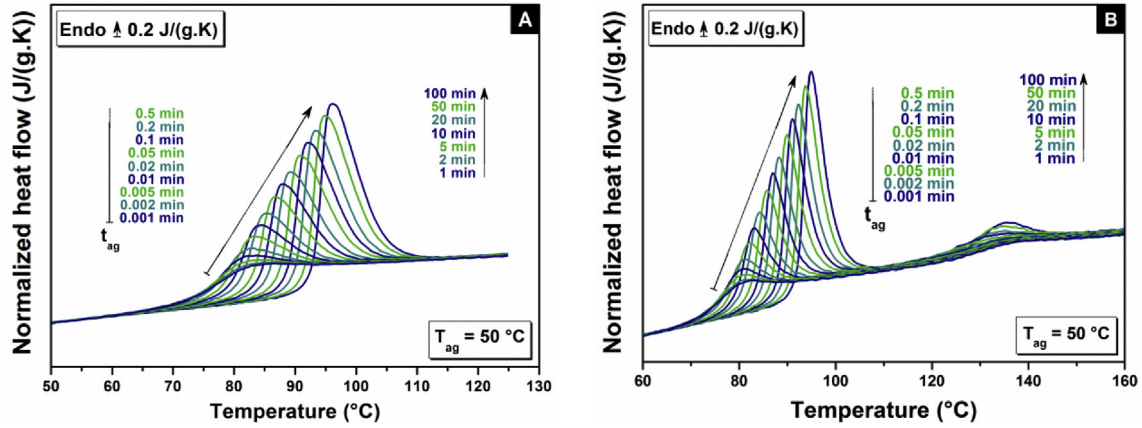 A
Endo 0.2 J/(g.K)
Normalized heat flow (J/(g.K))
0.5 min
0.2 min
0.1 min
0.05 min
0.02 min
0.01 min
0.005 min
0.002 min
0.001 min
t_ag
100 min
50 min
20 min
10 min
5 min
2 min
1 min
T_ag = 50 °C
50 60 70 80 90 100 110 120 130
Temperature (°C)
B
Endo 0.2 J/(g.K)
Normalized heat flow (J/(g.K))
0.5 min
0.2 min
0.1 min
0.05 min
0.02 min
0.01 min
0.005 min
0.002 min
0.001 min
t_ag
100 min
50 min
20 min
10 min
5 min
2 min
1 min
T_ag = 50 °C
60 80 100 120 140 160
Temperature (°C)